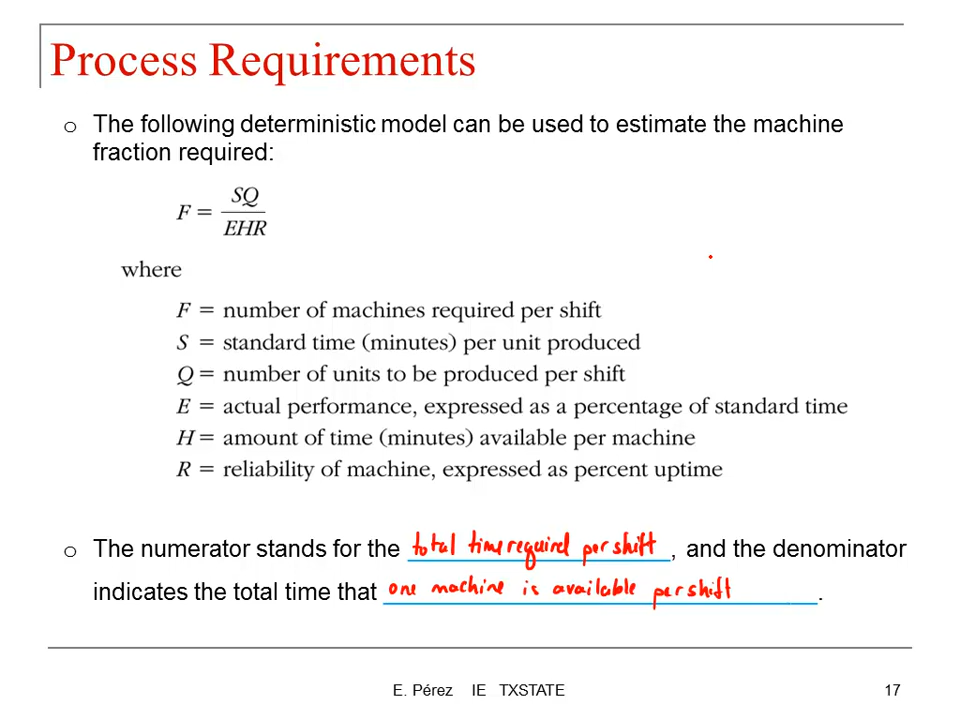 Process Requirements
o The following deterministic model can be used to estimate the machine
fraction required:
F = SQ / EHR
where
F = number of machines required per shift
S = standard time (minutes) per unit produced
Q = number of units to be produced per shift
E = actual performance, expressed as a percentage of standard time
H = amount of time (minutes) available per machine
R = reliability of machine, expressed as percent uptime
o The numerator stands for the total time required per shift, and the denominator
indicates the total time that one machine is available per shift.
E. Pérez IE TXSTATE 17